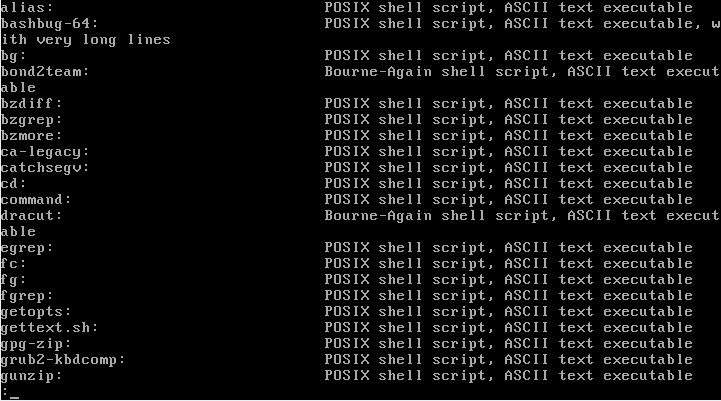 alias:                              POSIX shell script, ASCII text executable
bashbug-64:                         POSIX shell script, ASCII text executable, w
ith very long lines
bg:                                 POSIX shell script, ASCII text executable
bond2team:                          Bourne-Again shell script, ASCII text execut
able
bzdiff:                             POSIX shell script, ASCII text executable
bzgrep:                             POSIX shell script, ASCII text executable
bzmore:                             POSIX shell script, ASCII text executable
ca-legacy:                          POSIX shell script, ASCII text executable
catchsegv:                          POSIX shell script, ASCII text executable
cd:                                 POSIX shell script, ASCII text executable
command:                            POSIX shell script, ASCII text executable
dracut:                             Bourne-Again shell script, ASCII text execut
able
egrep:                              POSIX shell script, ASCII text executable
fc:                                 POSIX shell script, ASCII text executable
fg:                                 POSIX shell script, ASCII text executable
fgrep:                              POSIX shell script, ASCII text executable
getopts:                            POSIX shell script, ASCII text executable
gettext.sh:                         POSIX shell script, ASCII text executable
gpg-zip:                            POSIX shell script, ASCII text executable
grub2-kbdcomp:                      POSIX shell script, ASCII text executable
gunzip:                             POSIX shell script, ASCII text executable
:_